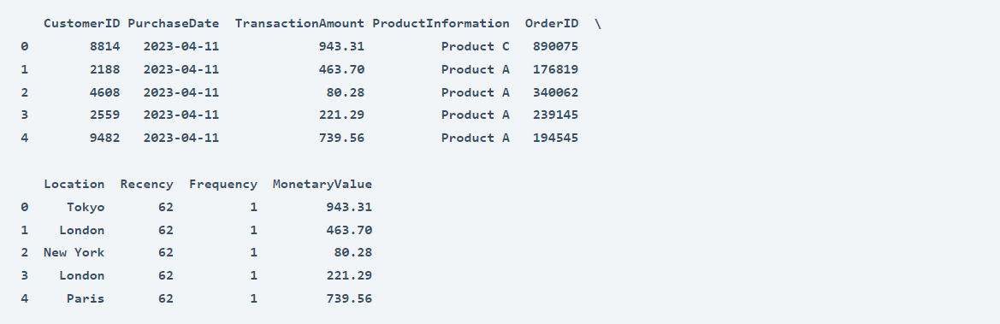 CustomerID PurchaseDate TransactionAmount ProductInformation OrderID \
0 8814 2023-04-11 943.31 Product C 890075
1 2188 2023-04-11 463.70 Product A 176819
2 4608 2023-04-11 80.28 Product A 340062
3 2559 2023-04-11 221.29 Product A 239145
4 9482 2023-04-11 739.56 Product A 194545
Location Recency Frequency MonetaryValue
0 Tokyo 62 1 943.31
1 London 62 1 463.70
2 New York 62 1 80.28
3 London 62 1 221.29
4 Paris 62 1 739.56